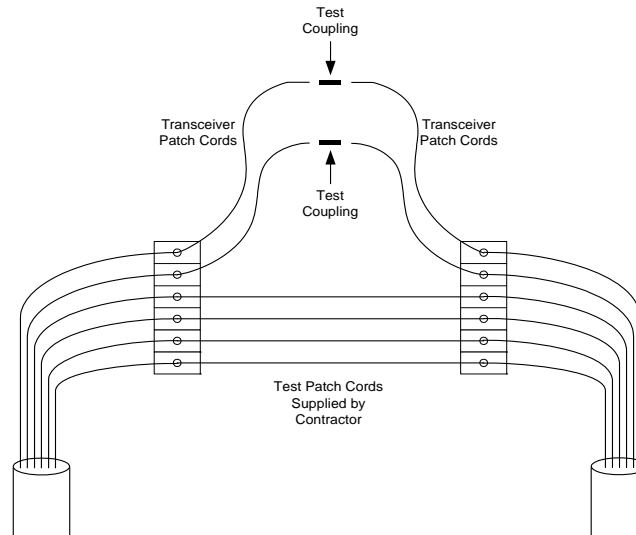 Test
Coupling
Transceiver
Patch Cords
Transceiver
Patch Cords
Test
Coupling
Test Patch Cords
Supplied by
Contractor